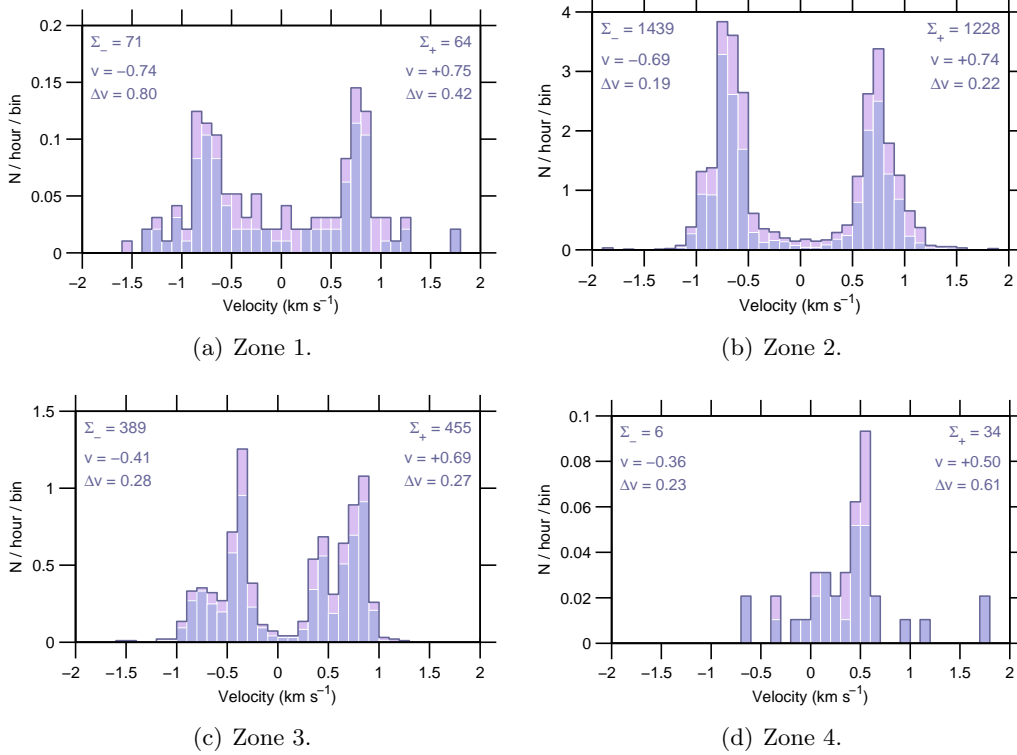 0.2
0.15
0.1
0.05
0
N / hour / bin
Σ− = 71
v = −0.74
Δv = 0.80
Σ+ = 64
v = +0.75
Δv = 0.42
−2 −1.5 −1 −0.5 0 0.5 1 1.5 2
Velocity (km s−1)
(a) Zone 1.
4
3
2
1
0
N / hour / bin
Σ− = 1439
v = −0.69
Δv = 0.19
Σ+ = 1228
v = +0.74
Δv = 0.22
−2 −1.5 −1 −0.5 0 0.5 1 1.5 2
Velocity (km s−1)
(b) Zone 2.
1.5
1
0.5
0
N / hour / bin
Σ− = 389
v = −0.41
Δv = 0.28
Σ+ = 455
v = +0.69
Δv = 0.27
−2 −1.5 −1 −0.5 0 0.5 1 1.5 2
Velocity (km s−1)
(c) Zone 3.
0.1
0.08
0.06
0.04
0.02
0
N / hour / bin
Σ− = 6
v = −0.36
Δv = 0.23
Σ+ = 34
v = +0.50
Δv = 0.61
−2 −1.5 −1 −0.5 0 0.5 1 1.5 2
Velocity (km s−1)
(d) Zone 4.